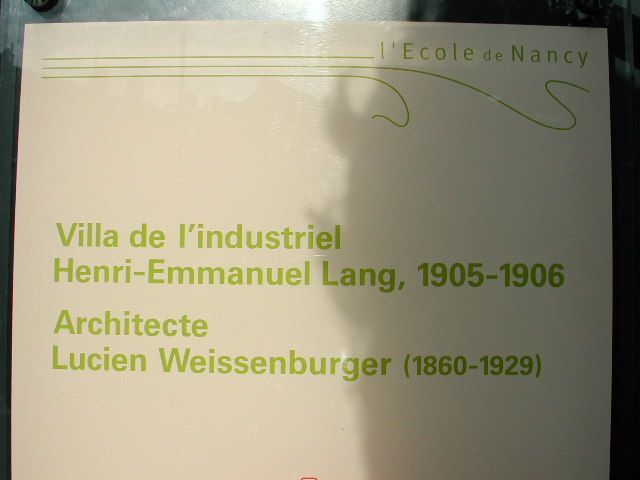 l'Ecole de Nancy
Villa de l'industriel
Henri-Emmanuel Lang, 1905-1906
Architecte
Lucien Weissenburger (1860-1929)